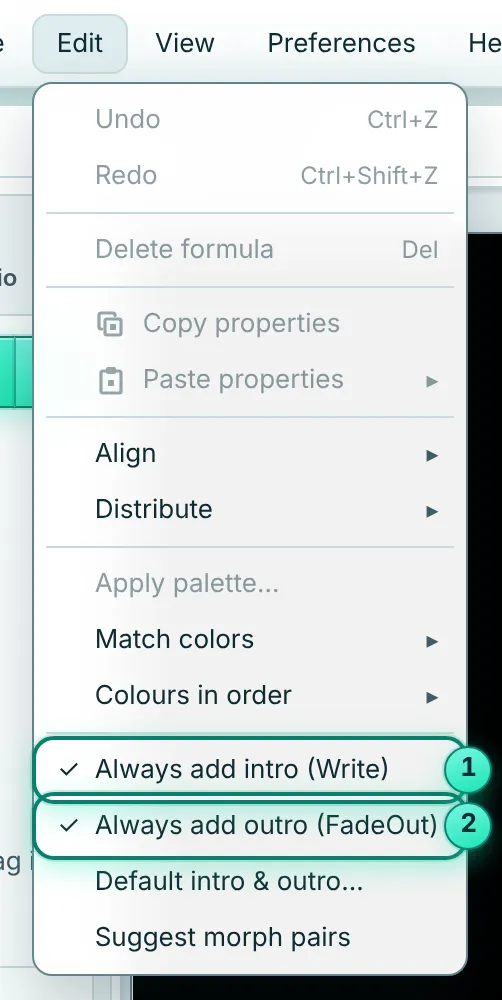 Edit View Preferences
Undo Ctrl+Z
Redo Ctrl+Shift+Z
Delete formula Del
Copy properties
Paste properties ▸
Align ▸
Distribute ▸
Apply palette...
Match colors ▸
Colours in order ▸
✓ Always add intro (Write) 1
✓ Always add outro (FadeOut) 2
Default intro & outro...
Suggest morph pairs